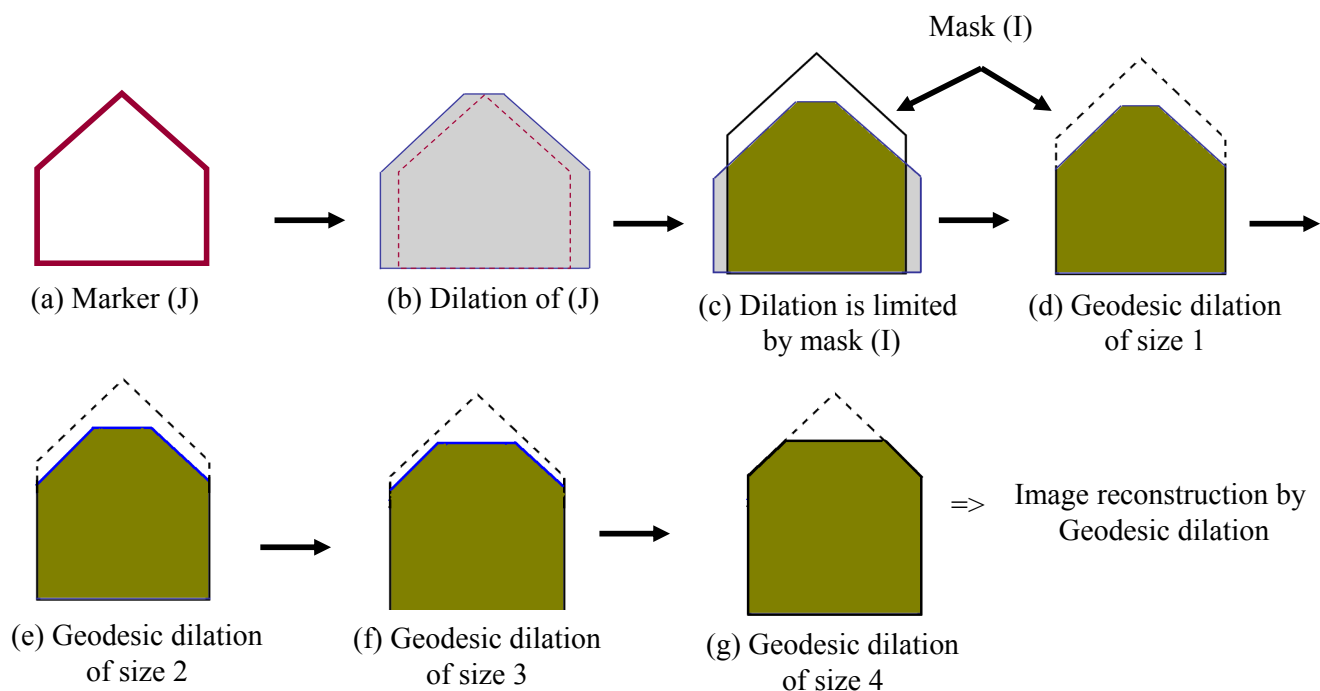 Mask (I)
(a) Marker (J)
(b) Dilation of (J)
(c) Dilation is limited
by mask (I)
(d) Geodesic dilation
of size 1
(e) Geodesic dilation
of size 2
(f) Geodesic dilation
of size 3
(g) Geodesic dilation
of size 4
=>
Image reconstruction by
Geodesic dilation